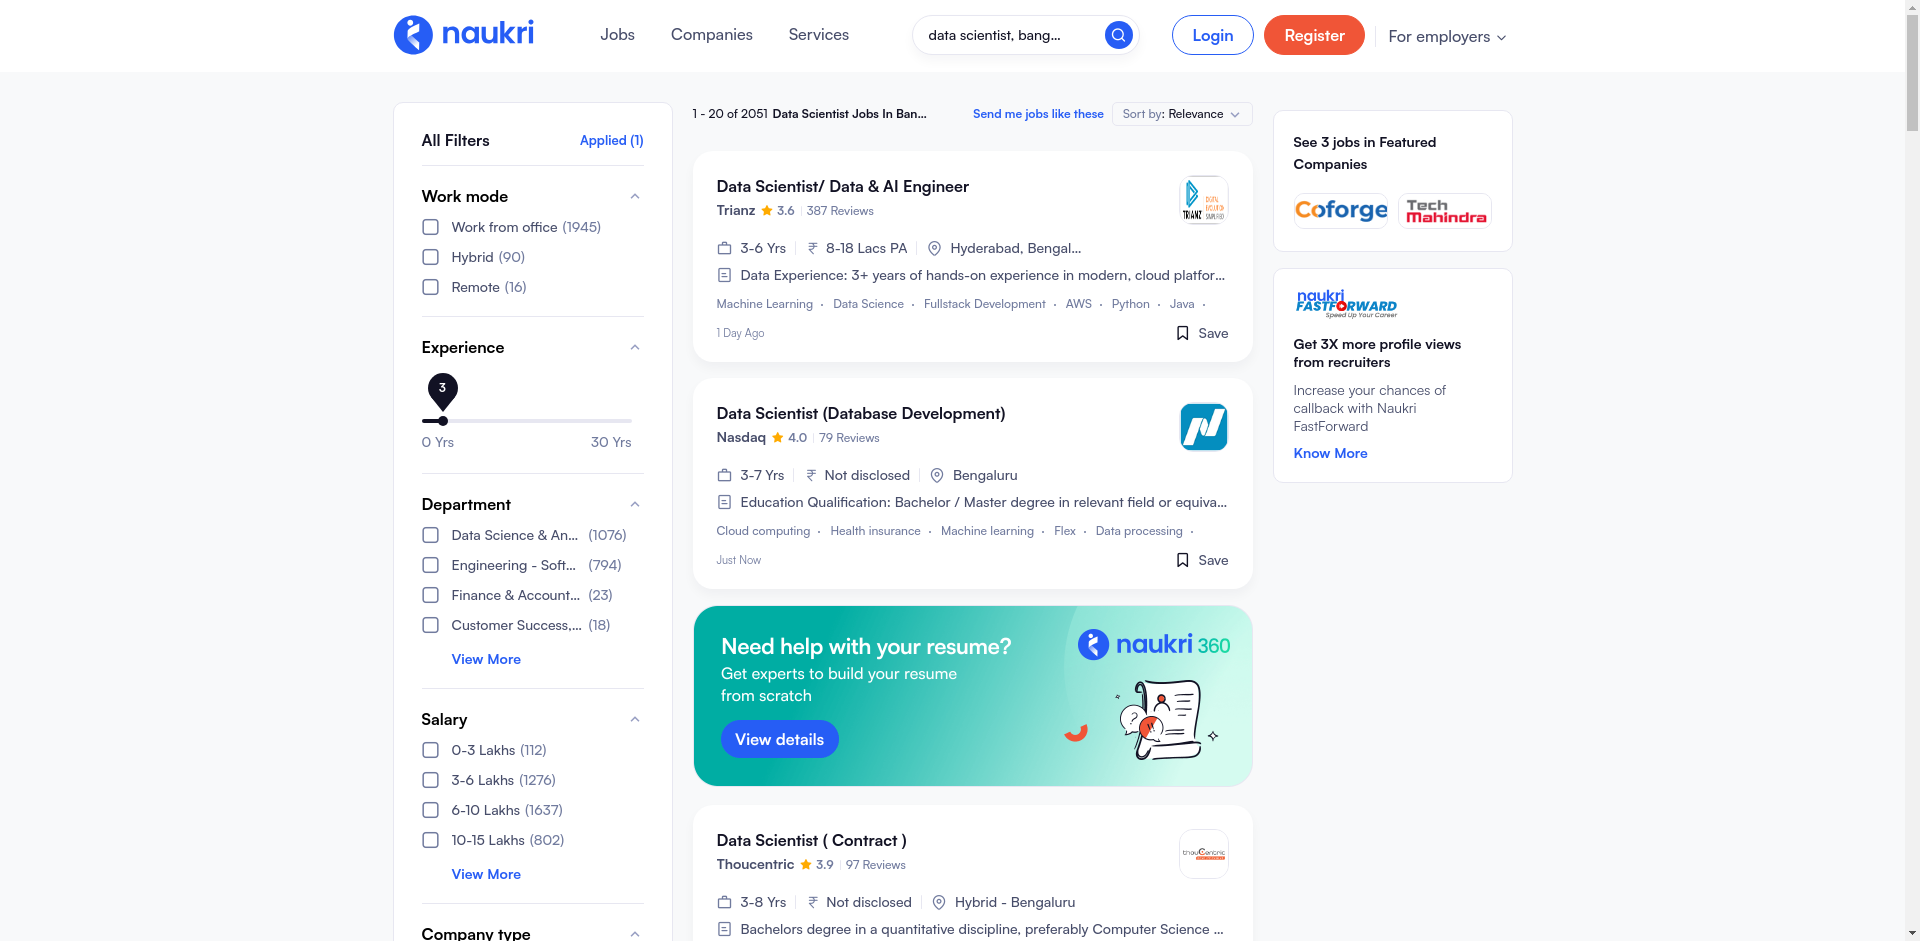 naukri
Jobs
Companies
Services
data scientist, bang...
Login
Register
For employers
All Filters
Applied (1)
Work mode
Work from office (1945)
Hybrid (90)
Remote (16)
Experience
3
0 Yrs
30 Yrs
Department
Data Science & An... (1076)
Engineering - Soft... (794)
Finance & Account... (23)
Customer Success,... (18)
View More
Salary
0-3 Lakhs (112)
3-6 Lakhs (1276)
6-10 Lakhs (1637)
10-15 Lakhs (802)
View More
Company type
1 - 20 of 2051 Data Scientist Jobs In Ban...
Send me jobs like these
Sort by: Relevance
Data Scientist/ Data & AI Engineer
Trianz 3.6 387 Reviews
TRIANZ
DIGITAL
EVOLUTION
SIMPLIFIED
3-6 Yrs ₹ 8-18 Lacs PA Hyderabad, Bengal...
Data Experience: 3+ years of hands-on experience in modern, cloud platfor...
Machine Learning · Data Science · Fullstack Development · AWS · Python · Java ·
1 Day Ago
Save
Data Scientist (Database Development)
Nasdaq 4.0 79 Reviews
3-7 Yrs ₹ Not disclosed Bengaluru
Education Qualification: Bachelor / Master degree in relevant field or equiva...
Cloud computing · Health insurance · Machine learning · Flex · Data processing ·
Just Now
Save
Need help with your resume?
Get experts to build your resume
from scratch
View details
naukri 360
Data Scientist ( Contract )
Thoucentric 3.9 97 Reviews
thouCentric
3-8 Yrs ₹ Not disclosed Hybrid - Bengaluru
Bachelors degree in a quantitative discipline, preferably Computer Science ...
See 3 jobs in Featured
Companies
Coforge
Tech
Mahindra
naukri
FASTFORWARD
Speed Up Your Career
Get 3X more profile views
from recruiters
Increase your chances of
callback with Naukri
FastForward
Know More